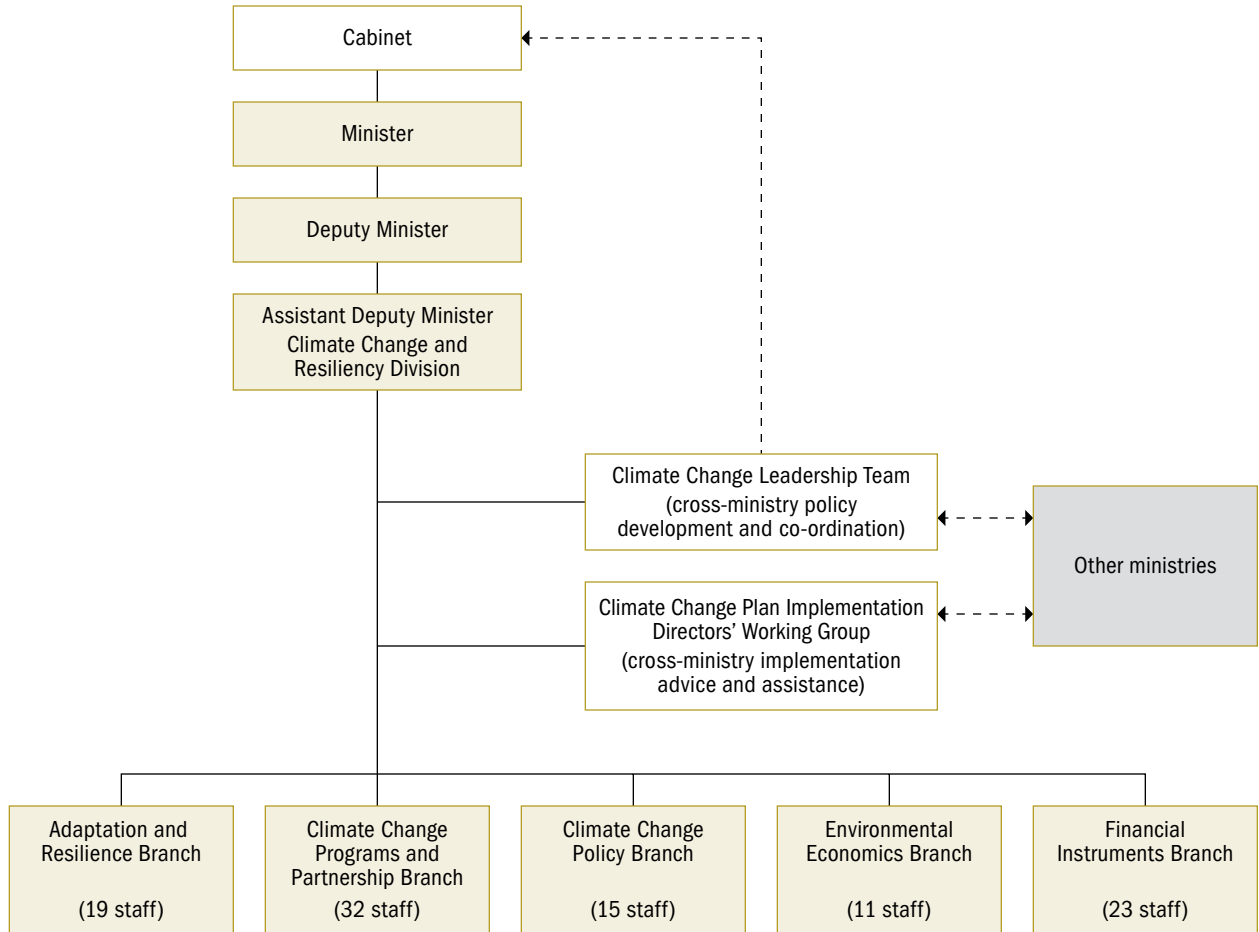 Cabinet
Minister
Deputy Minister
Assistant Deputy Minister
Climate Change and
Resiliency Division
Climate Change Leadership Team
(cross-ministry policy
development and co-ordination)
Other ministries
Climate Change Plan Implementation
Directors’ Working Group
(cross-ministry implementation
advice and assistance)
Adaptation and
Resilience Branch
(19 staff)
Climate Change
Programs and
Partnership Branch
(32 staff)
Climate Change
Policy Branch
(15 staff)
Environmental
Economics Branch
(11 staff)
Financial
Instruments Branch
(23 staff)